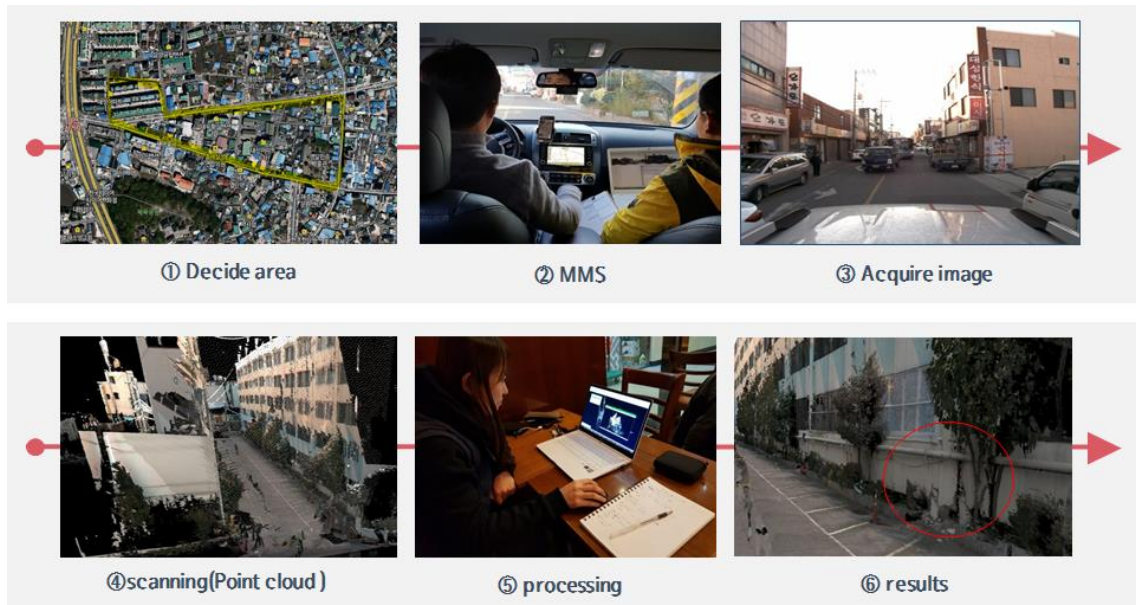 ① Decide area
② MMS
③ Acquire image
④scanning(Point cloud )
⑤ processing
⑥ results